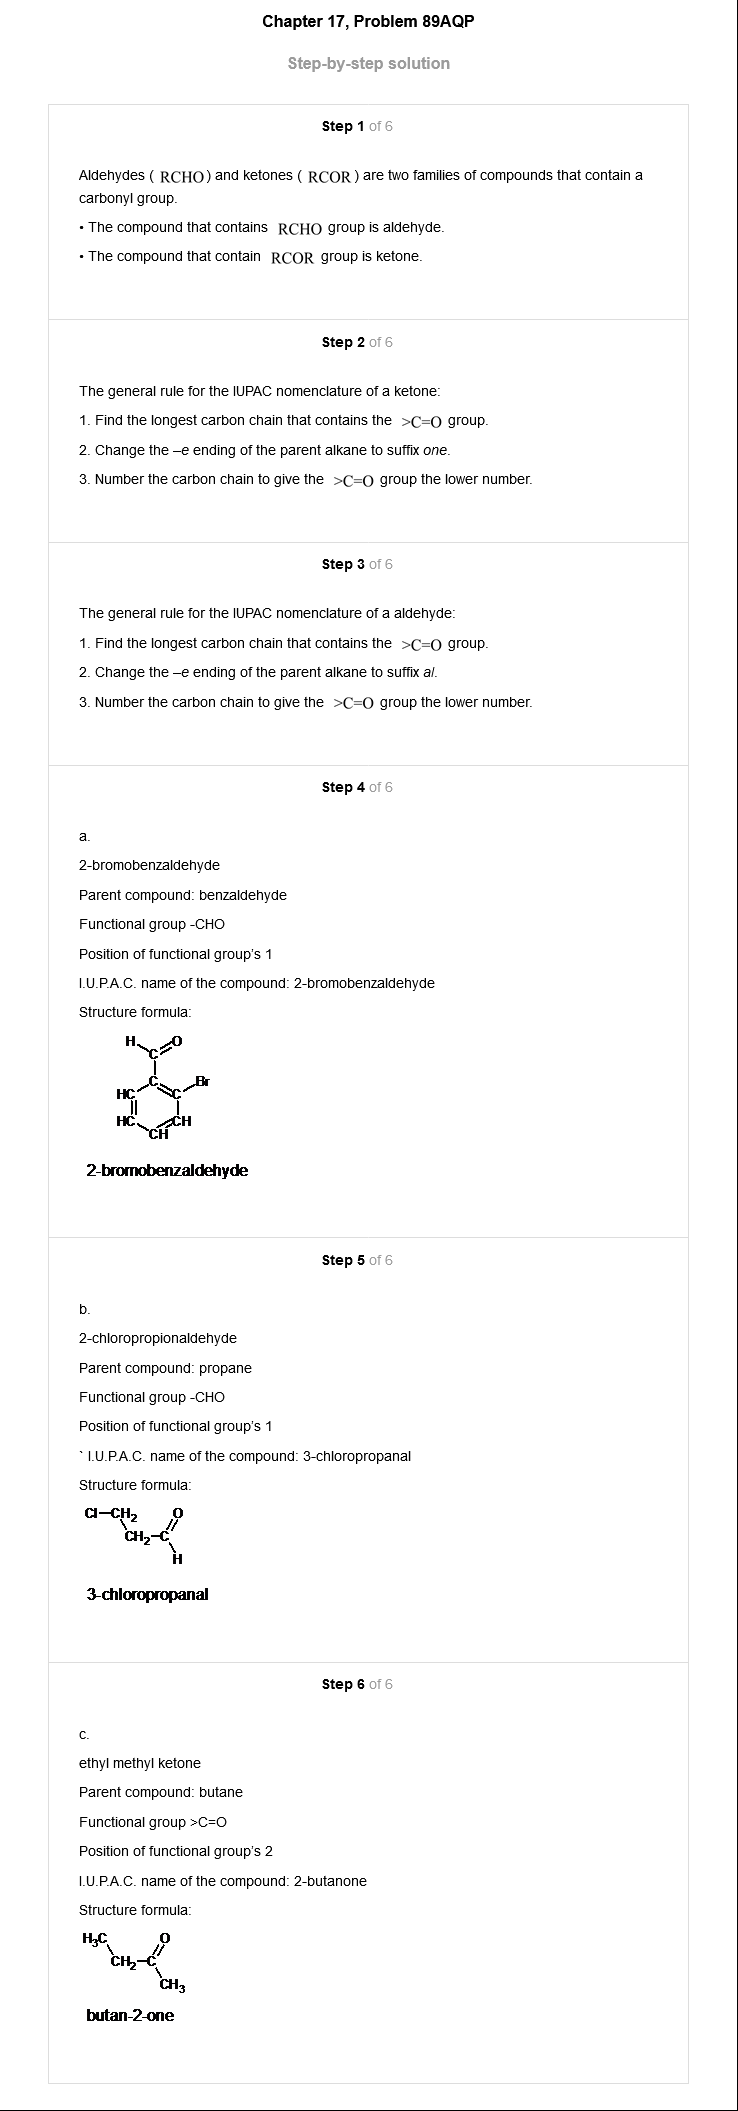 Chapter 17, Problem 89AQP
Step-by-step solution
Step 1 of 6
Aldehydes ( RCHO ) and ketones ( RCOR ) are two families of compounds that contain a
carbonyl group.
• The compound that contains RCHO group is aldehyde.
• The compound that contain RCOR group is ketone.
Step 2 of 6
The general rule for the IUPAC nomenclature of a ketone:
1. Find the longest carbon chain that contains the >C=O group.
2. Change the –e ending of the parent alkane to suffix one.
3. Number the carbon chain to give the >C=O group the lower number.
Step 3 of 6
The general rule for the IUPAC nomenclature of a aldehyde:
1. Find the longest carbon chain that contains the >C=O group.
2. Change the –e ending of the parent alkane to suffix al.
3. Number the carbon chain to give the >C=O group the lower number.
Step 4 of 6
a.
2-bromobenzaldehyde
Parent compound: benzaldehyde
Functional group -CHO
Position of functional group's 1
I.U.P.A.C. name of the compound: 2-bromobenzaldehyde
Structure formula:
H O
C
C Br
HC C
HC CH
CH
2-bromobenzaldehyde
Step 5 of 6
b.
2-chloropropionaldehyde
Parent compound: propane
Functional group -CHO
Position of functional group's 1
` I.U.P.A.C. name of the compound: 3-chloropropanal
Structure formula:
Cl—CH₂ O
CH₂—C
H
3-chloropropanal
Step 6 of 6
c.
ethyl methyl ketone
Parent compound: butane
Functional group >C=O
Position of functional group's 2
I.U.P.A.C. name of the compound: 2-butanone
Structure formula:
H₃C O
CH₂—C
CH₃
butan-2-one